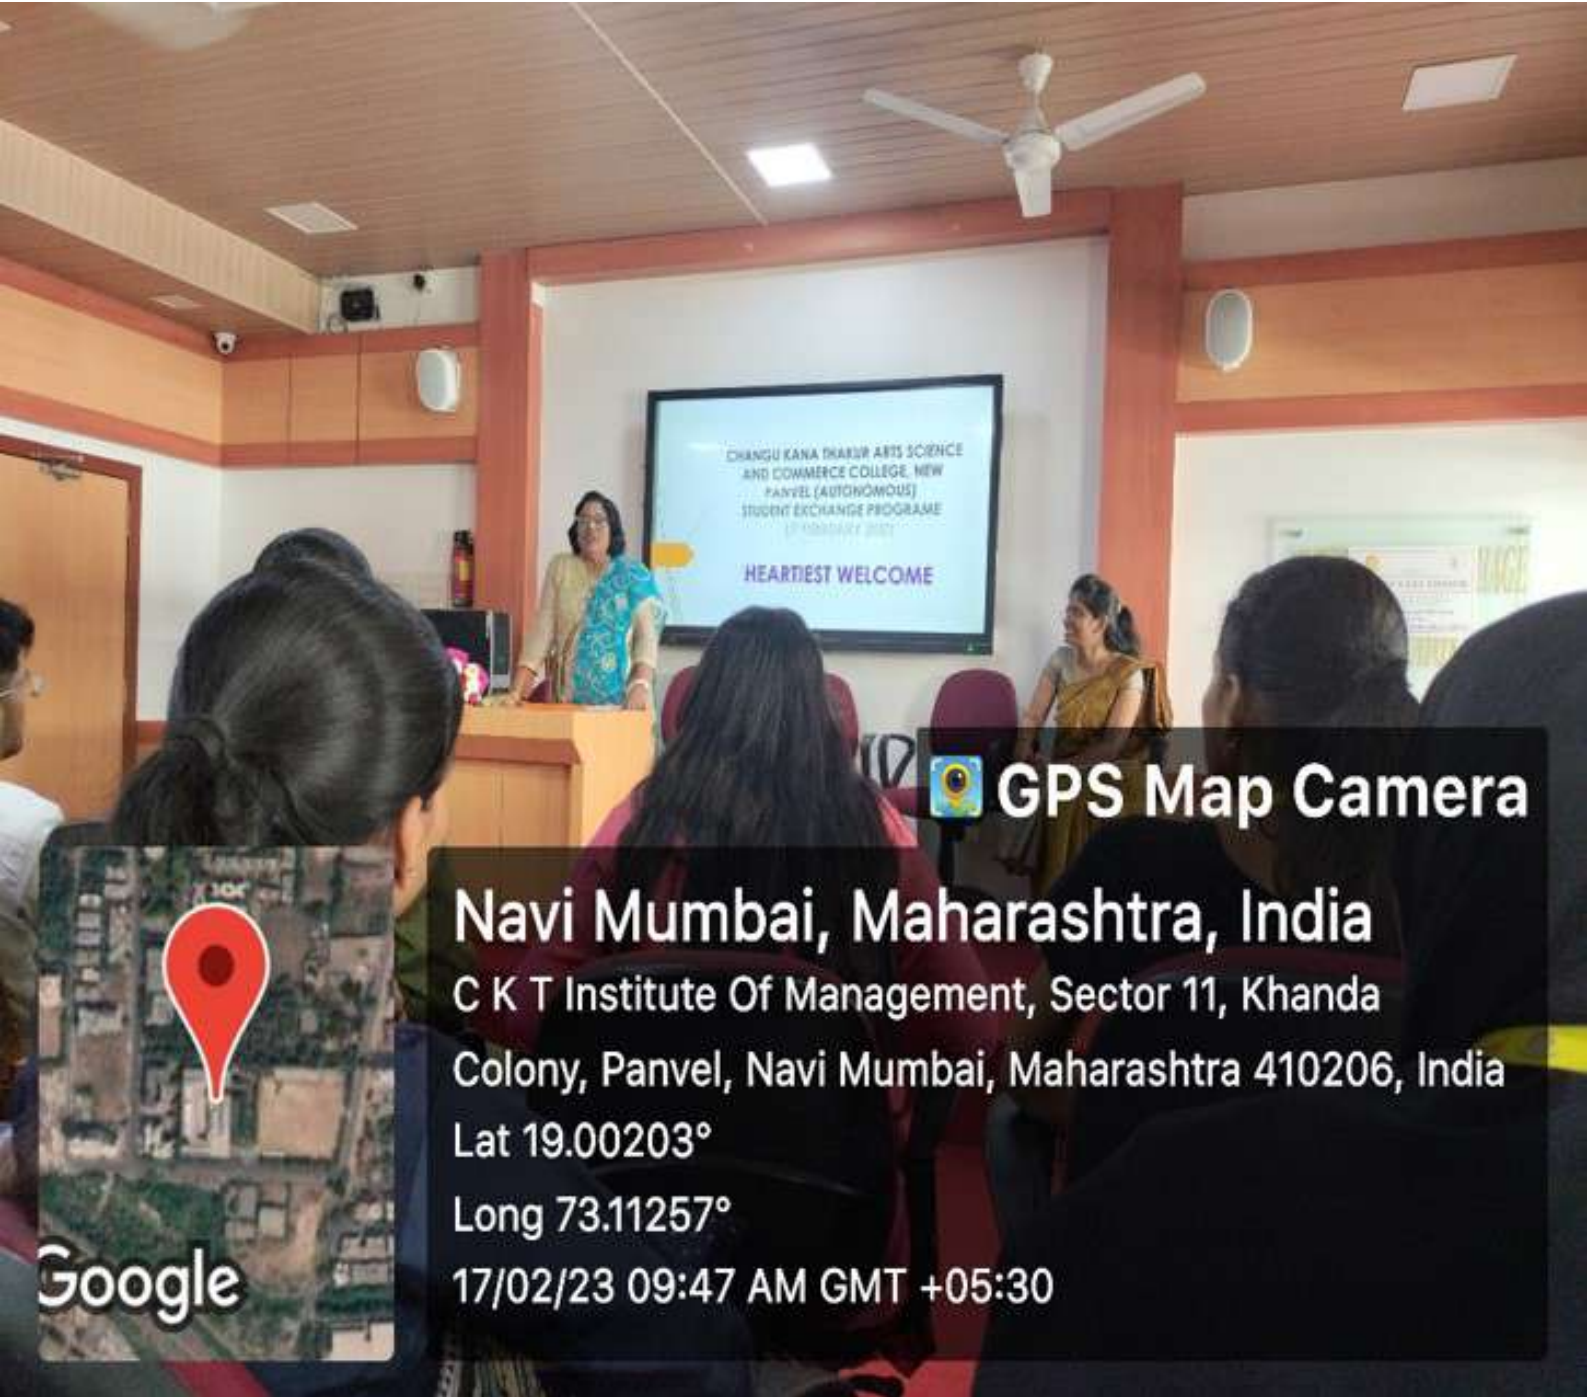 CHANGU KANA THAKUR ARTS SCIENCE
AND COMMERCE COLLEGE, NEW
PANVEL (AUTONOMOUS)
STUDENT EXCHANGE PROGRAME
HEARTIEST WELCOME
GPS Map Camera
Navi Mumbai, Maharashtra, India
C K T Institute Of Management, Sector 11, Khanda
Colony, Panvel, Navi Mumbai, Maharashtra 410206, India
Lat 19.00203°
Long 73.11257°
17/02/23 09:47 AM GMT +05:30
Google